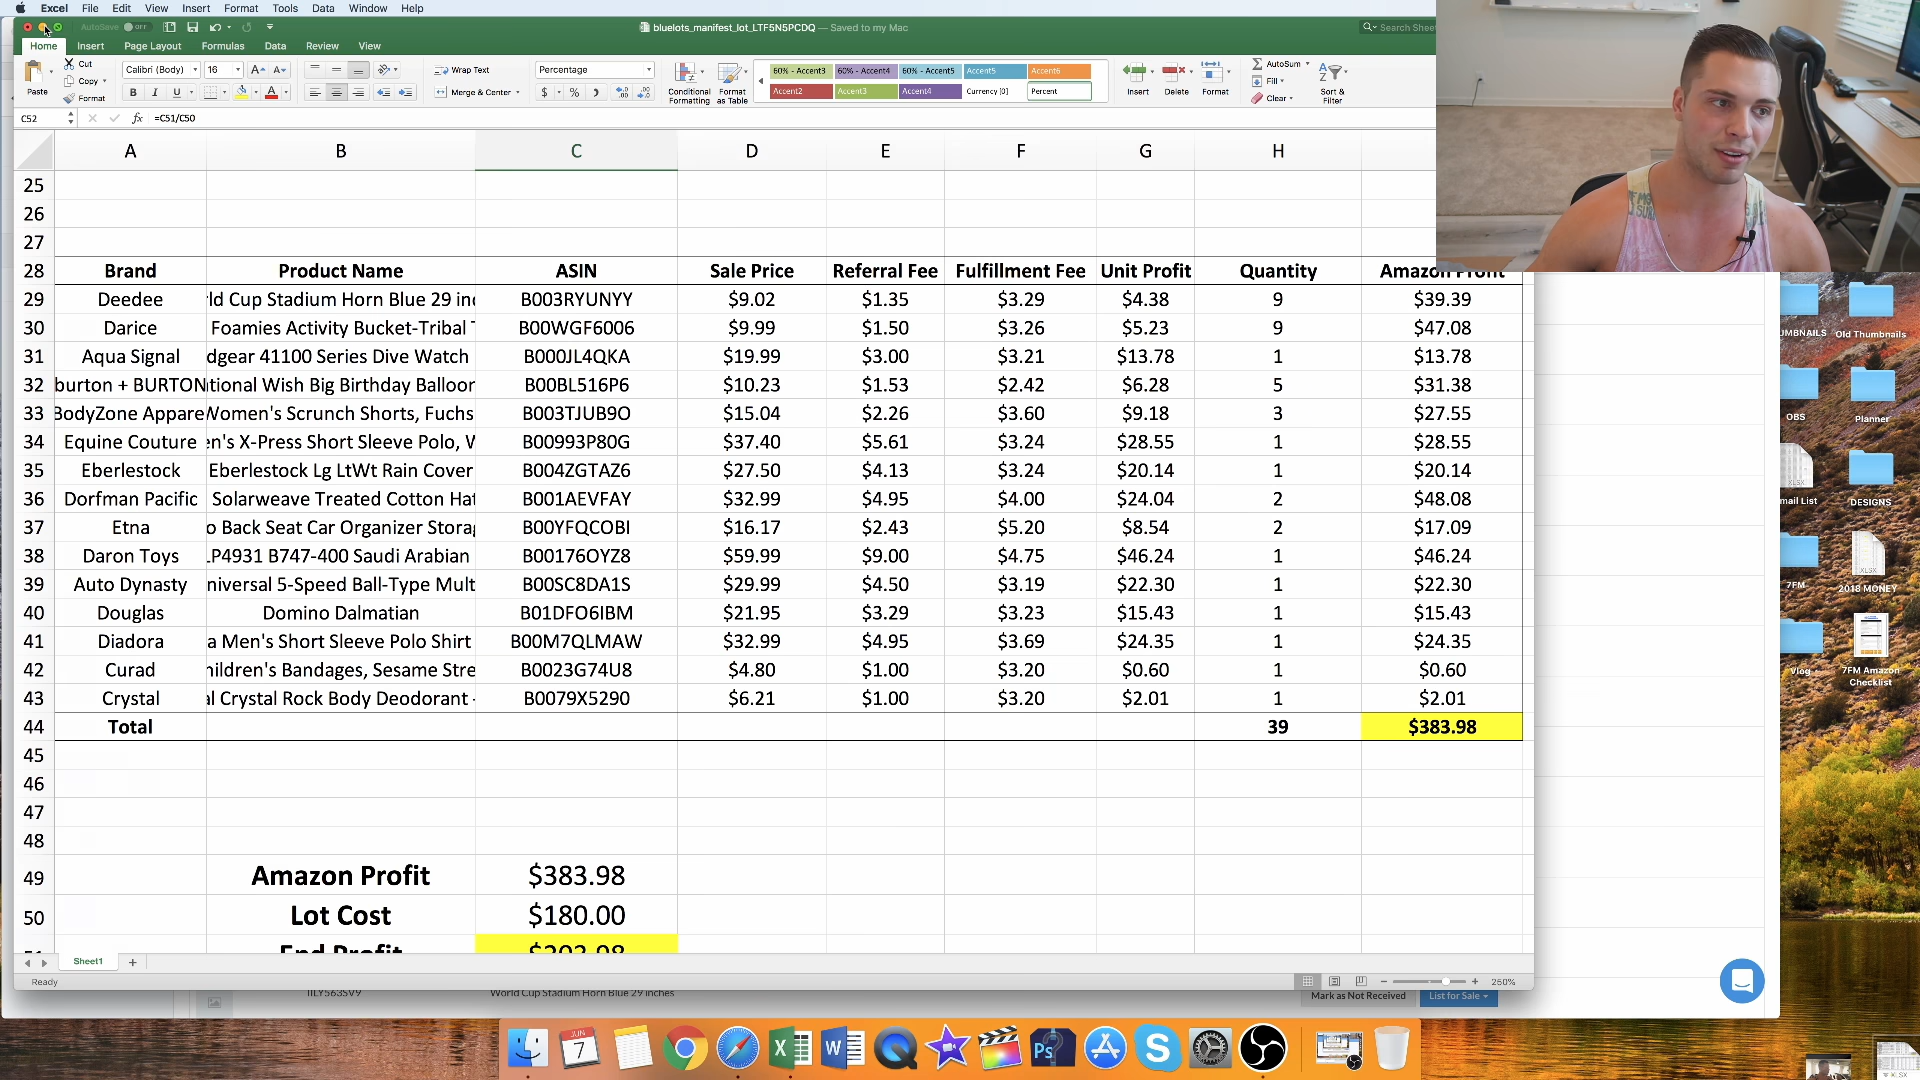 Excel File Edit View Insert Format Tools Data Window Help
AutoSave OFF bluelots_manifest_lot_LTF5N5PCDQ — Saved to my Mac Search Sheet
Home Insert Page Layout Formulas Data Review View
Paste Cut Copy Format Calibri (Body) 16 Wrap Text Merge & Center Percentage Conditional Formatting Format as Table Insert Delete Format AutoSum Fill Clear Sort & Filter
60% - Accent3 60% - Accent4 60% - Accent5 Accent5 Accent6
Accent2 Accent3 Accent4 Currency [0] Percent
C52 fx =C51/C50
A B C D E F G H
25
26
27
28 Brand Product Name ASIN Sale Price Referral Fee Fulfillment Fee Unit Profit Quantity Amazon Profit
29 Deedee ld Cup Stadium Horn Blue 29 in B003RYUNYY $9.02 $1.35 $3.29 $4.38 9 $39.39
30 Darice Foamies Activity Bucket-Tribal T B00WGF6006 $9.99 $1.50 $3.26 $5.23 9 $47.08
31 Aqua Signal dgear 41100 Series Dive Watch B000JL4QKA $19.99 $3.00 $3.21 $13.78 1 $13.78
32 burton + BURTON tional Wish Big Birthday Balloon B00BL516P6 $10.23 $1.53 $2.42 $6.28 5 $31.38
33 BodyZone Appare Women's Scrunch Shorts, Fuchs B003TJUB9O $15.04 $2.26 $3.60 $9.18 3 $27.55
34 Equine Couture en's X-Press Short Sleeve Polo, W B00993P80G $37.40 $5.61 $3.24 $28.55 1 $28.55
35 Eberlestock Eberlestock Lg LtWt Rain Cover B004ZGTAZ6 $27.50 $4.13 $3.24 $20.14 1 $20.14
36 Dorfman Pacific Solarweave Treated Cotton Hat B001AEVFAY $32.99 $4.95 $4.00 $24.04 2 $48.08
37 Etna o Back Seat Car Organizer Storag B00YFQCOBI $16.17 $2.43 $5.20 $8.54 2 $17.09
38 Daron Toys LP4931 B747-400 Saudi Arabian B00176OYZ8 $59.99 $9.00 $4.75 $46.24 1 $46.24
39 Auto Dynasty niversal 5-Speed Ball-Type Mult B00SC8DA1S $29.99 $4.50 $3.19 $22.30 1 $22.30
40 Douglas Domino Dalmatian B01DFO6IBM $21.95 $3.29 $3.23 $15.43 1 $15.43
41 Diadora a Men's Short Sleeve Polo Shirt B00M7QLMAW $32.99 $4.95 $3.69 $24.35 1 $24.35
42 Curad hildren's Bandages, Sesame Stre B0023G74U8 $4.80 $1.00 $3.20 $0.60 1 $0.60
43 Crystal al Crystal Rock Body Deodorant - B0079X5290 $6.21 $1.00 $3.20 $2.01 1 $2.01
44 Total 39 $383.98
45
46
47
48
49 Amazon Profit $383.98
50 Lot Cost $180.00
51 End Profit $203.98
Sheet1 +
Ready 250%
World Cup Stadium Horn Blue 29 inches Mark as Not Received List for Sale
UMBNAILS Old Thumbnails
OBS Planner
XLSX
mail List DESIGNS
XLSX
7FM 2018 MONEY
Vlog 7FM Amazon Checklist
JUN 7
W
Ps
S
XLSX